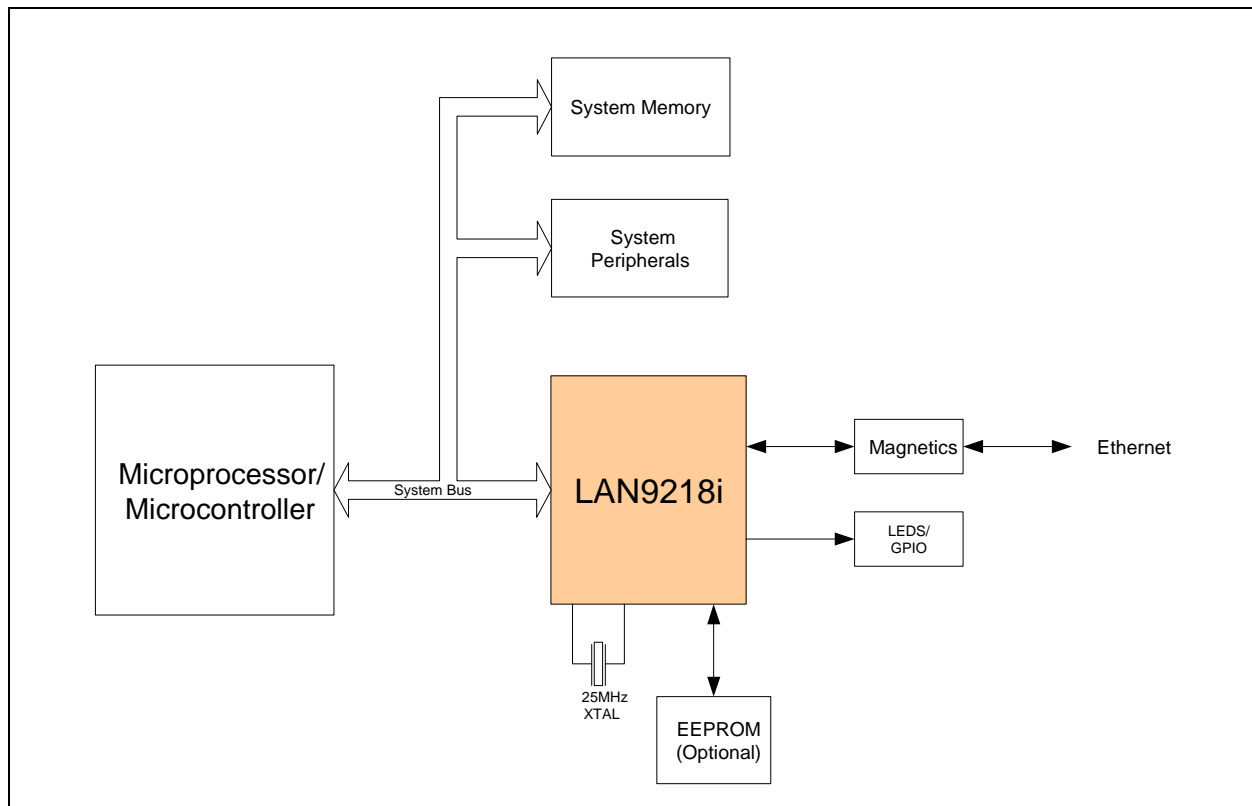 System Memory
System
Peripherals
Microprocessor/
Microcontroller
System Bus
LAN9218i
Magnetics
Ethernet
LEDS/
GPIO
25MHz
XTAL
EEPROM
(Optional)